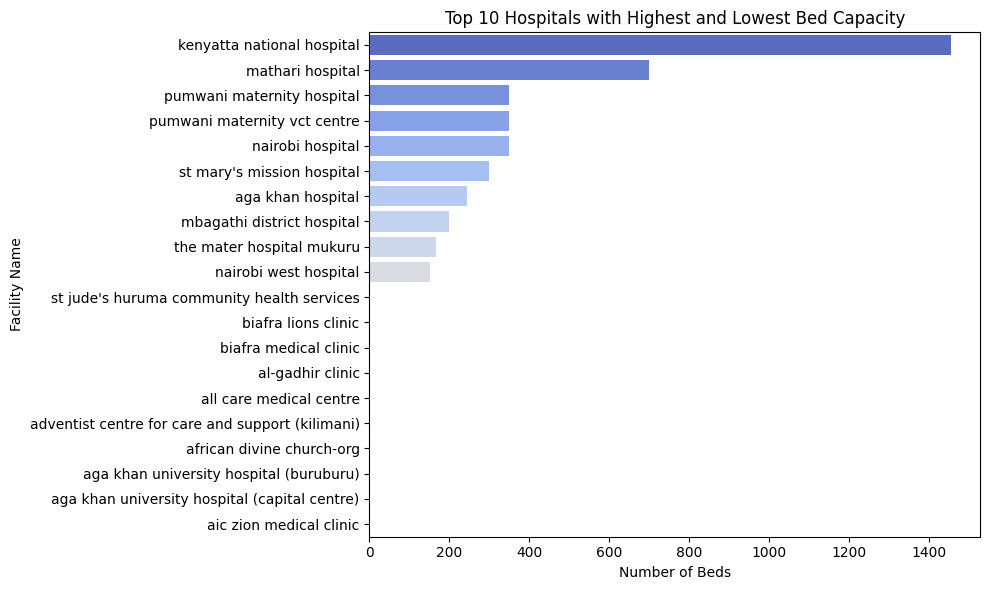 Top 10 Hospitals with Highest and Lowest Bed Capacity
Facility Name
kenyatta national hospital
mathari hospital
pumwani maternity hospital
pumwani maternity vct centre
nairobi hospital
st mary's mission hospital
aga khan hospital
mbagathi district hospital
the mater hospital mukuru
nairobi west hospital
st jude's huruma community health services
biafra lions clinic
biafra medical clinic
al-gadhir clinic
all care medical centre
adventist centre for care and support (kilimani)
african divine church-org
aga khan university hospital (buruburu)
aga khan university hospital (capital centre)
aic zion medical clinic
0 200 400 600 800 1000 1200 1400
Number of Beds